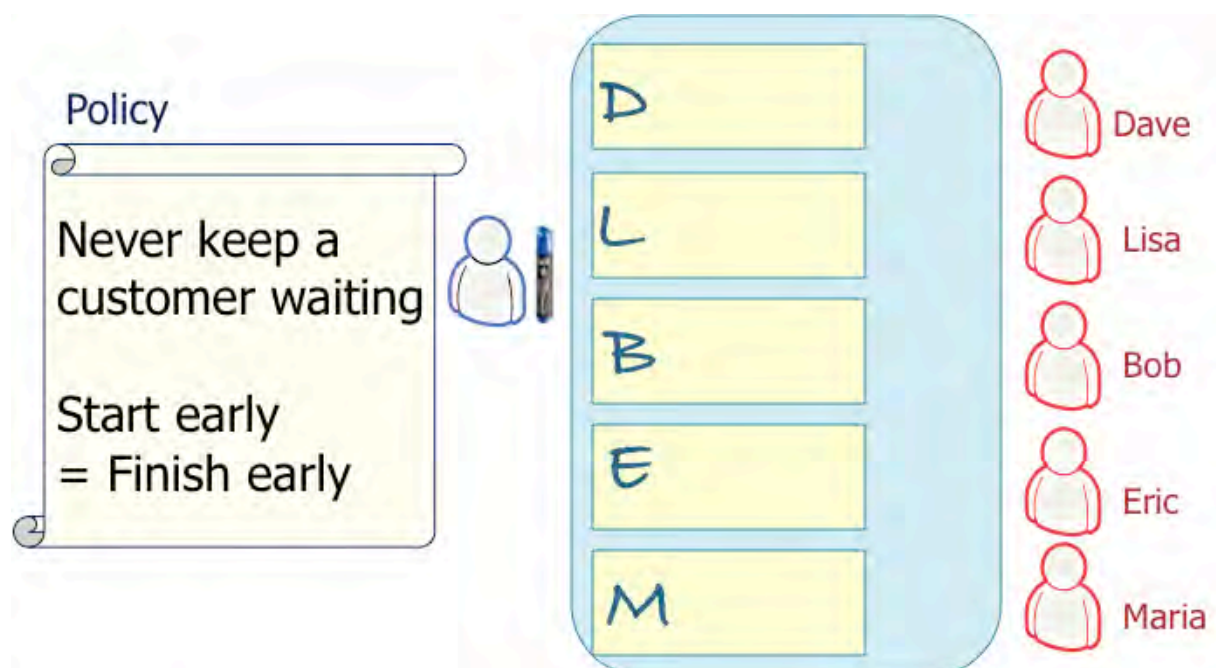 Policy
Never keep a
customer waiting
Start early
= Finish early
D
L
B
E
M
Dave
Lisa
Bob
Eric
Maria